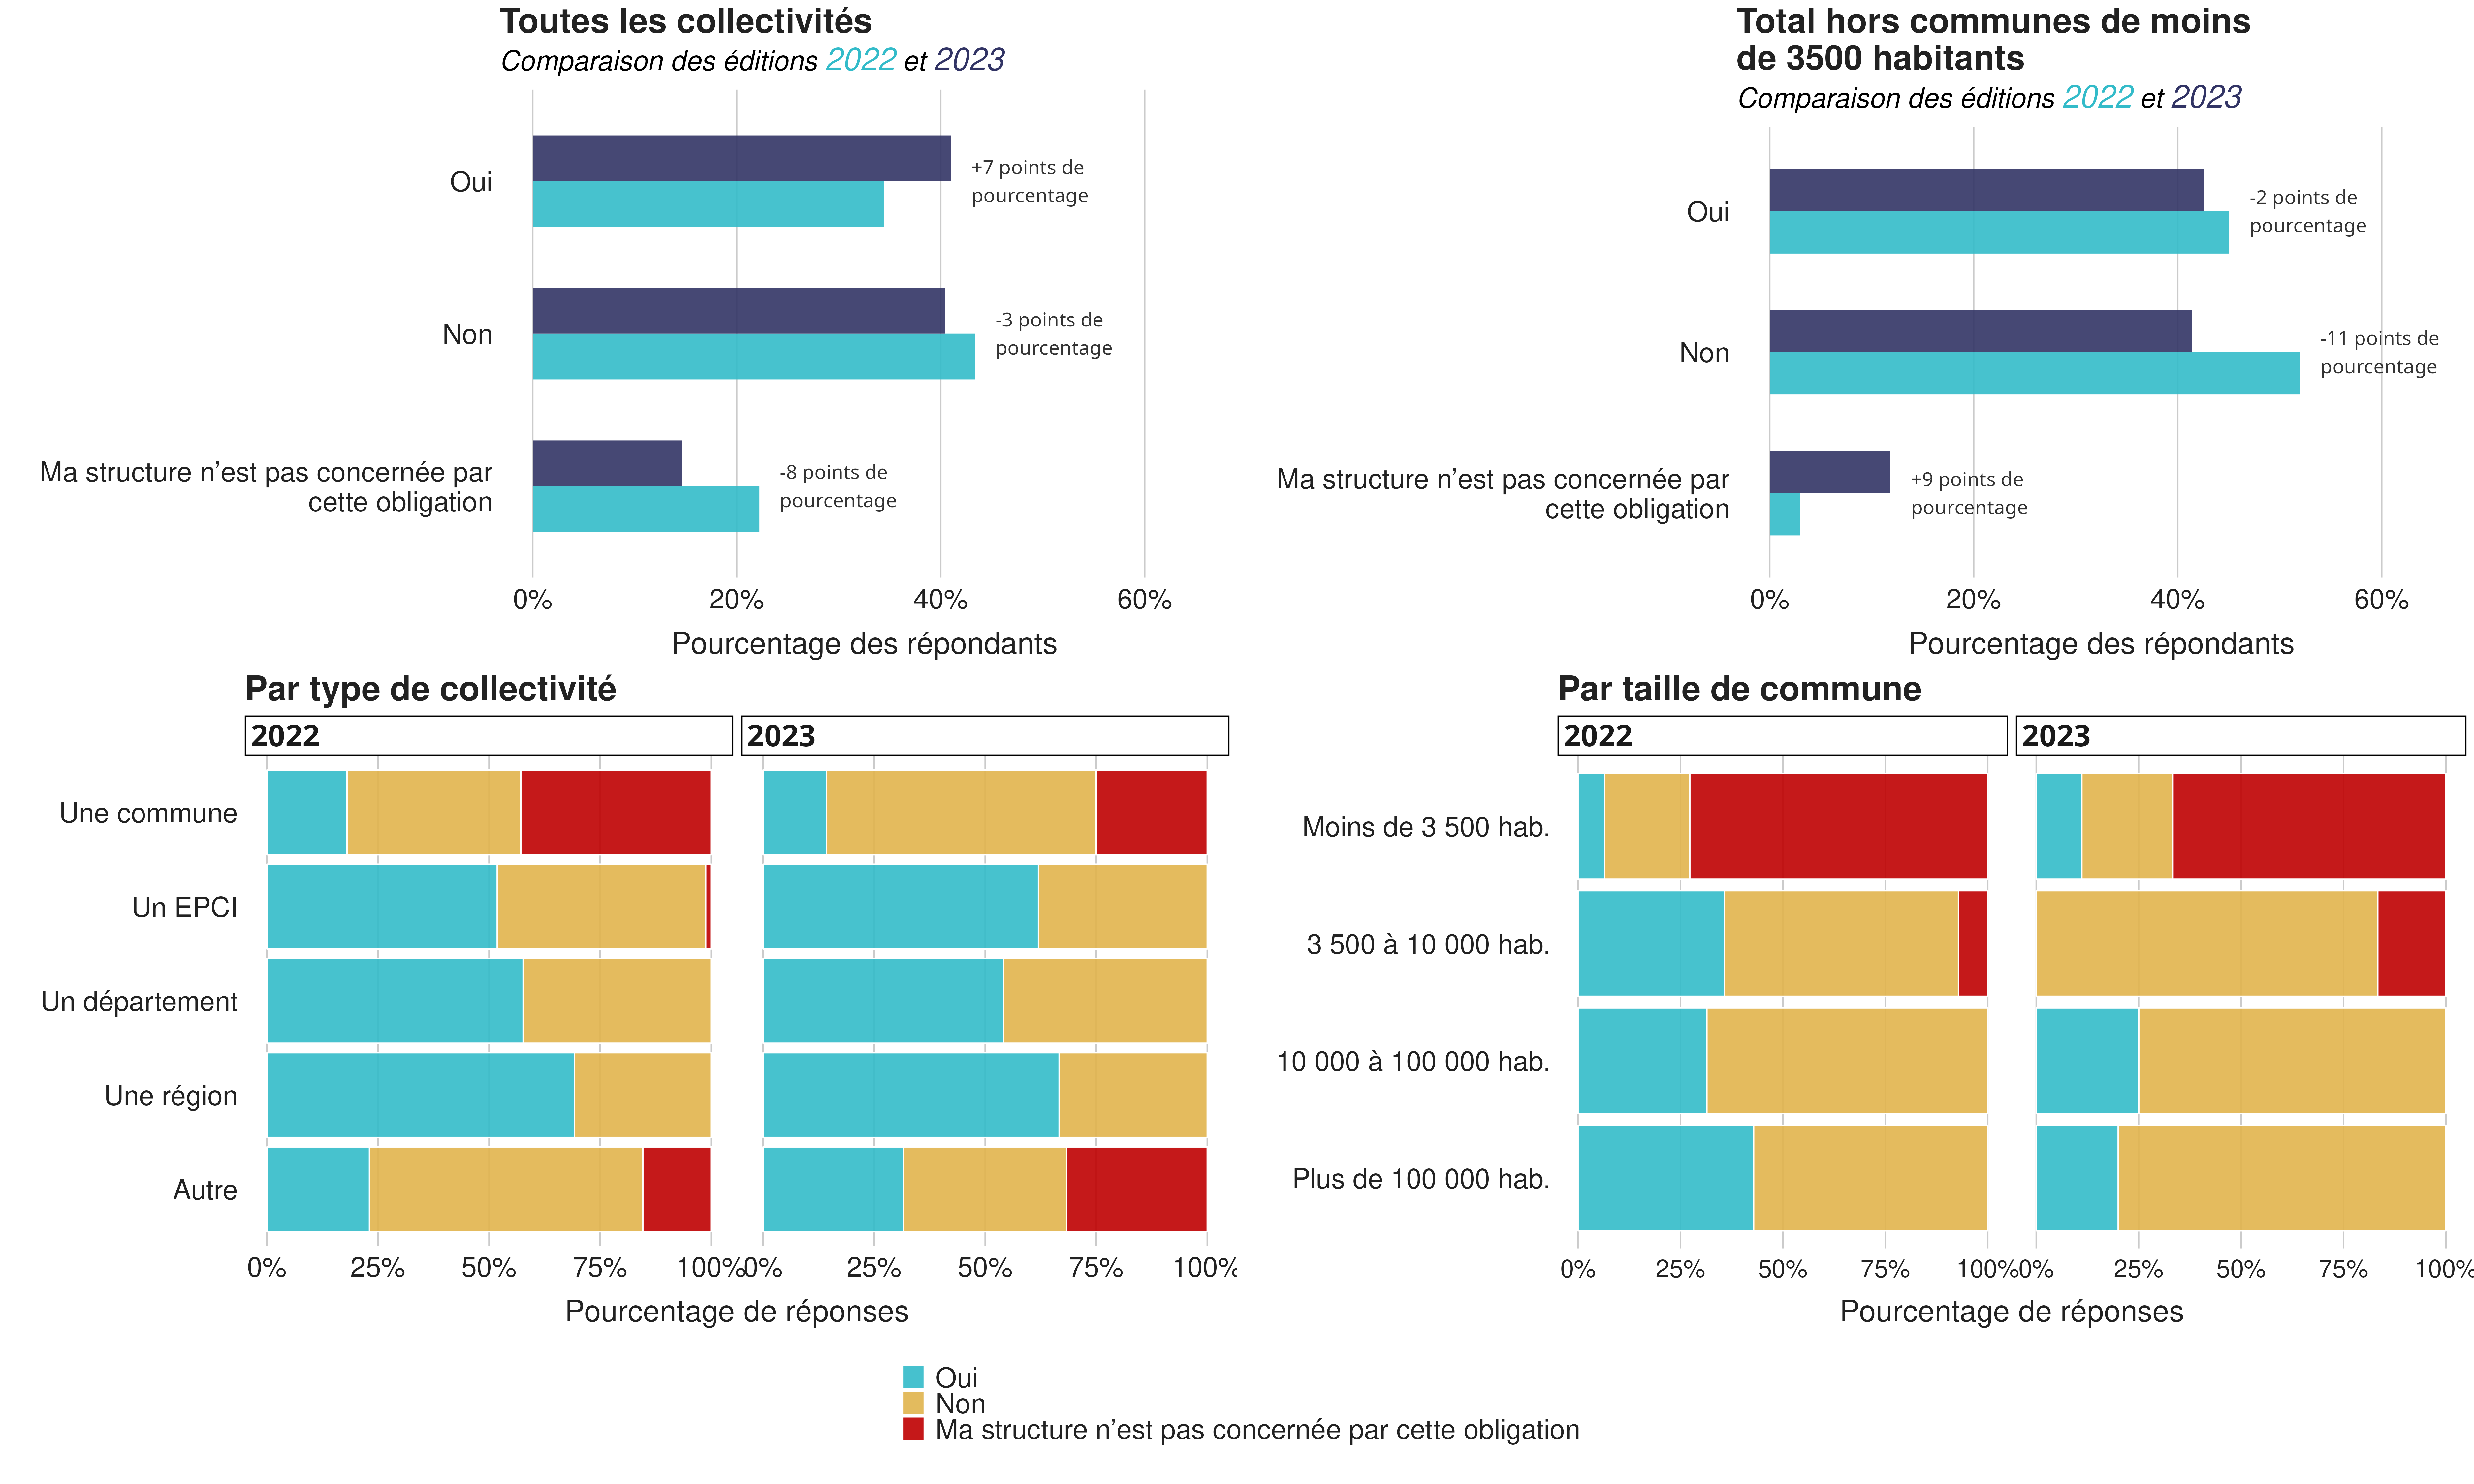 Toutes les collectivités
Comparaison des éditions 2022 et 2023
Oui
+7 points de
pourcentage
Non
-3 points de
pourcentage
Ma structure n’est pas concernée par
cette obligation
-8 points de
pourcentage
0% 20% 40% 60%
Pourcentage des répondants
Total hors communes de moins
de 3500 habitants
Comparaison des éditions 2022 et 2023
Oui
-2 points de
pourcentage
Non
-11 points de
pourcentage
Ma structure n’est pas concernée par
cette obligation
+9 points de
pourcentage
0% 20% 40% 60%
Pourcentage des répondants
Par type de collectivité
2022 2023
Une commune
Un EPCI
Un département
Une région
Autre
0% 25% 50% 75% 100% 0% 25% 50% 75% 100%
Pourcentage de réponses
Par taille de commune
2022 2023
Moins de 3 500 hab.
3 500 à 10 000 hab.
10 000 à 100 000 hab.
Plus de 100 000 hab.
0% 25% 50% 75% 100% 0% 25% 50% 75% 100%
Pourcentage de réponses
Oui
Non
Ma structure n’est pas concernée par cette obligation